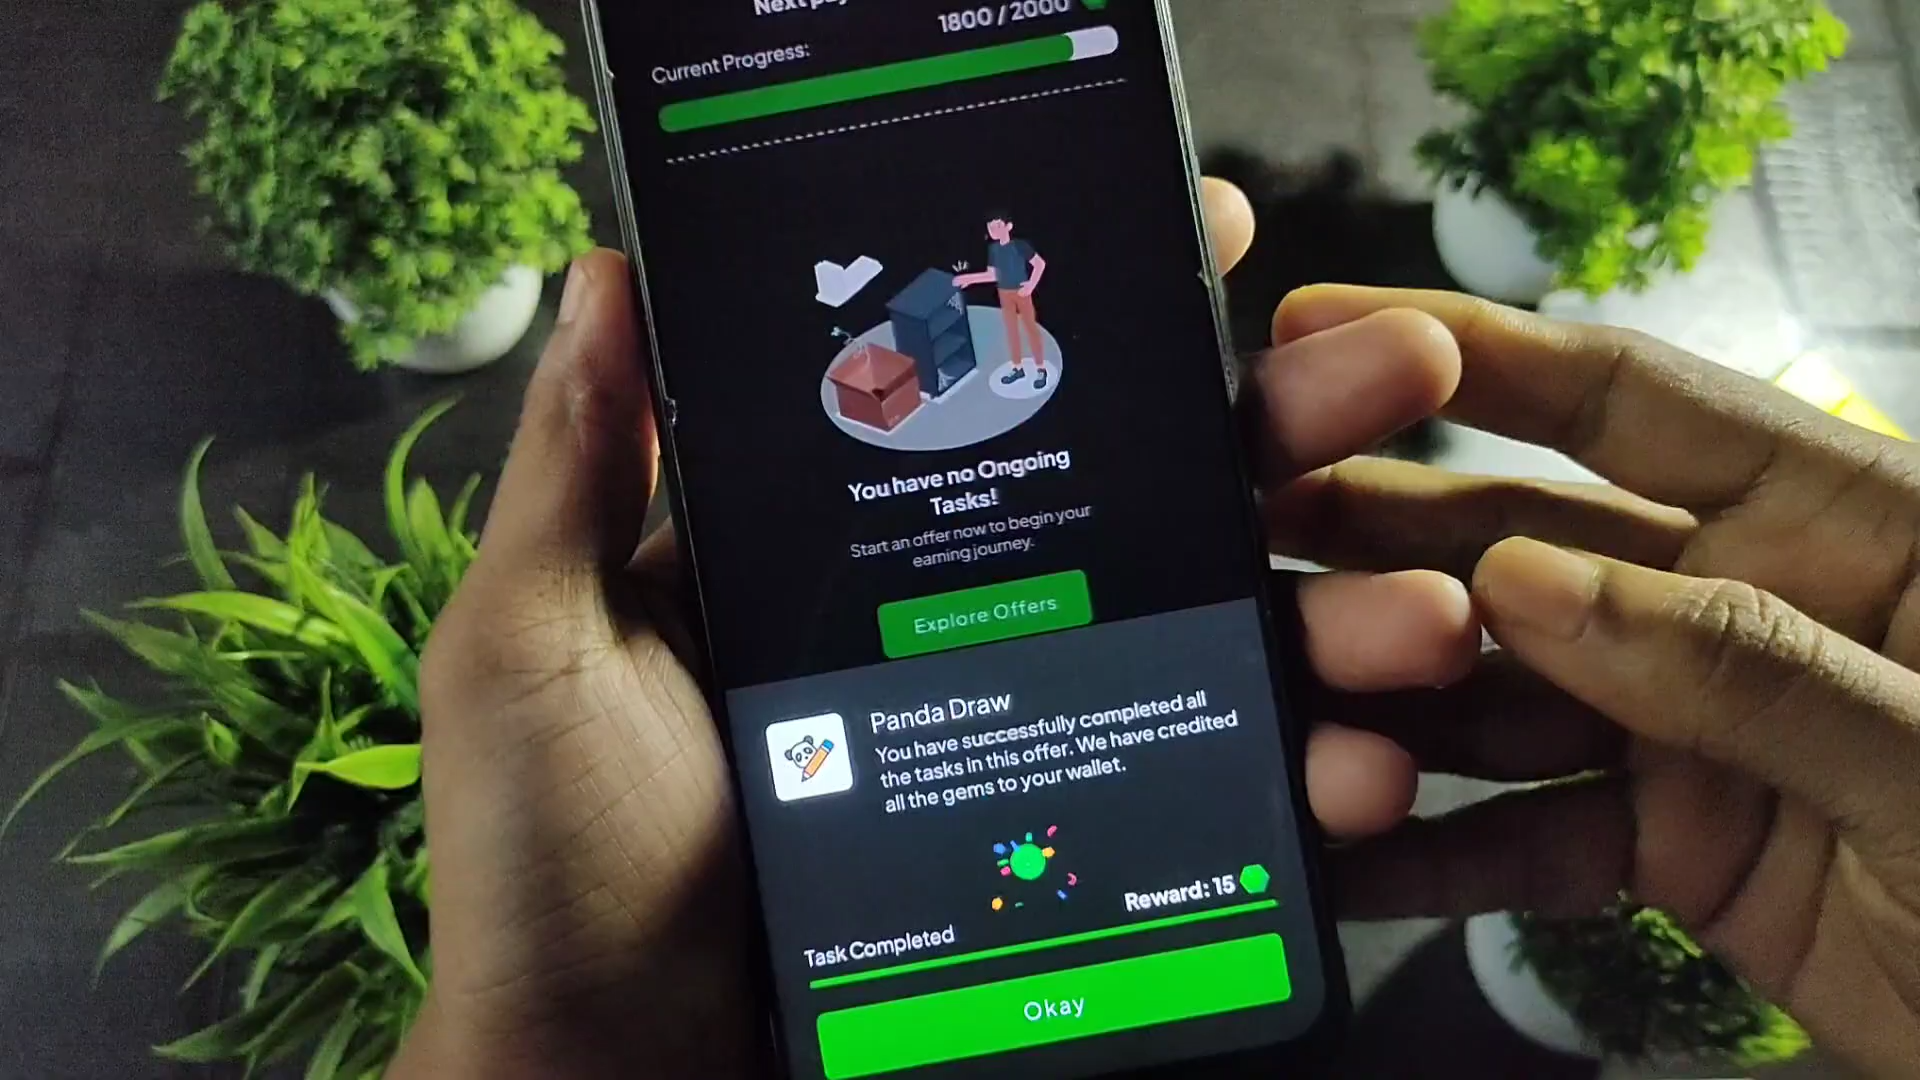 Next pay
1800 / 2000
Current Progress:
You have no Ongoing
Tasks!
Start an offer now to begin your
earning journey.
Explore Offers
Panda Draw
You have successfully completed all
the tasks in this offer. We have credited
all the gems to your wallet.
Reward: 15
Task Completed
Okay